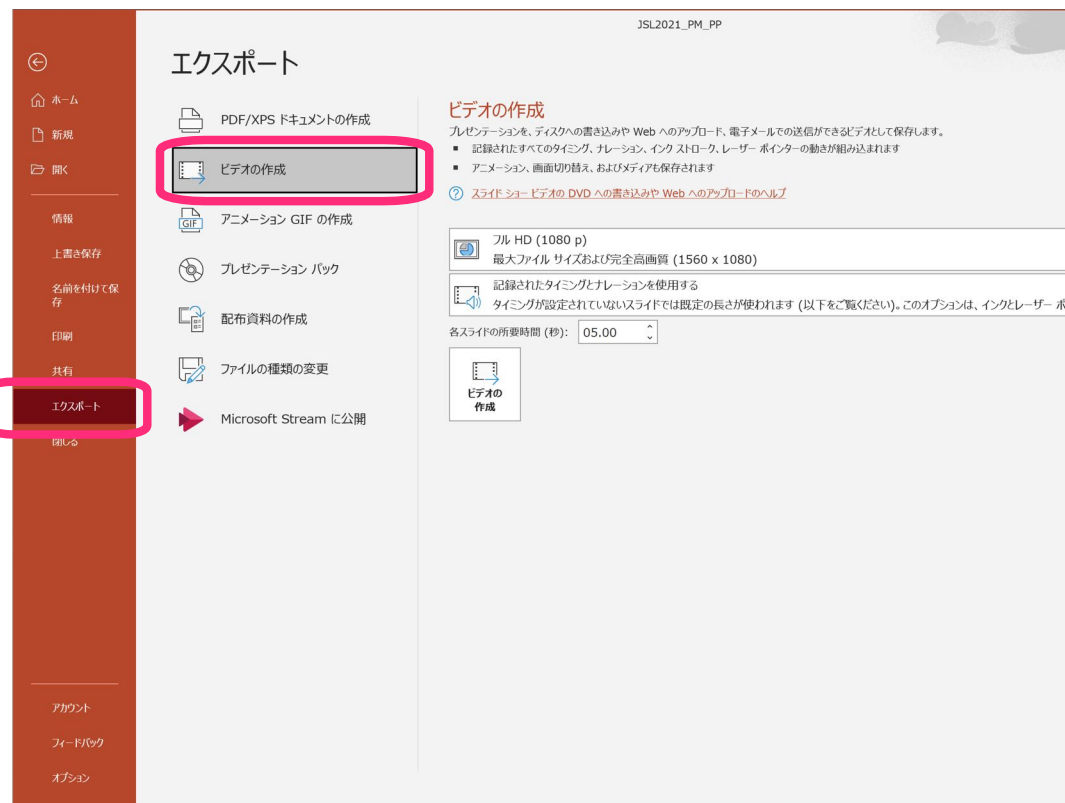 JSL2021_PM_PP
エクスポート
ホーム
新規
開く
情報
上書き保存
名前を付けて保
存
印刷
共有
エクスポート
閉じる
アカウント
フィードバック
オプション
PDF/XPS ドキュメントの作成
ビデオの作成
GIF
アニメーション GIF の作成
プレゼンテーション パック
配布資料の作成
ファイルの種類の変更
Microsoft Stream に公開
ビデオの作成
プレゼンテーションを、ディスクへの書き込みや Web へのアップロード、電子メールでの送信ができるビデオとして保存します。
▪ 記録されたすべてのタイミング、ナレーション、インク ストローク、レーザー ポインターの動きが組み込まれます
▪ アニメーション、画面切り替え、およびメディアも保存されます
? スライド ショー ビデオの DVD への書き込みや Web へのアップロードのヘルプ
フル HD (1080 p)
最大ファイル サイズおよび完全高画質 (1560 x 1080)
記録されたタイミングとナレーションを使用する
タイミングが設定されていないスライドでは既定の長さが使われます (以下をご覧ください)。このオプションは、インクとレーザー ポ
各スライドの所要時間 (秒): 05.00
ビデオの
作成